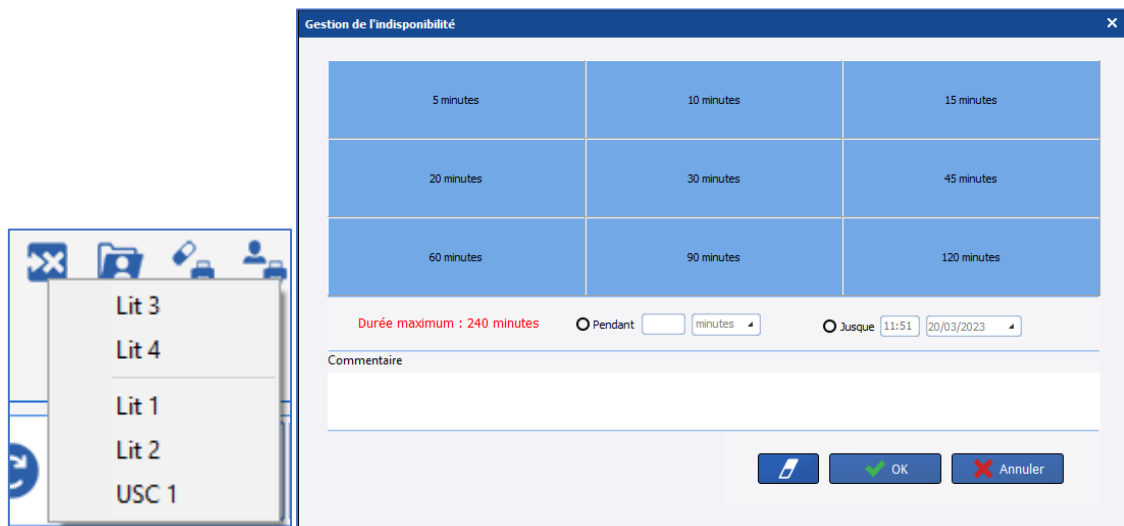 Lit 3
Lit 4
Lit 1
Lit 2
USC 1
Gestion de l'indisponibilité
5 minutes 10 minutes 15 minutes
20 minutes 30 minutes 45 minutes
60 minutes 90 minutes 120 minutes
Durée maximum : 240 minutes Pendant minutes Jusque 11:51 20/03/2023
Commentaire
OK Annuler